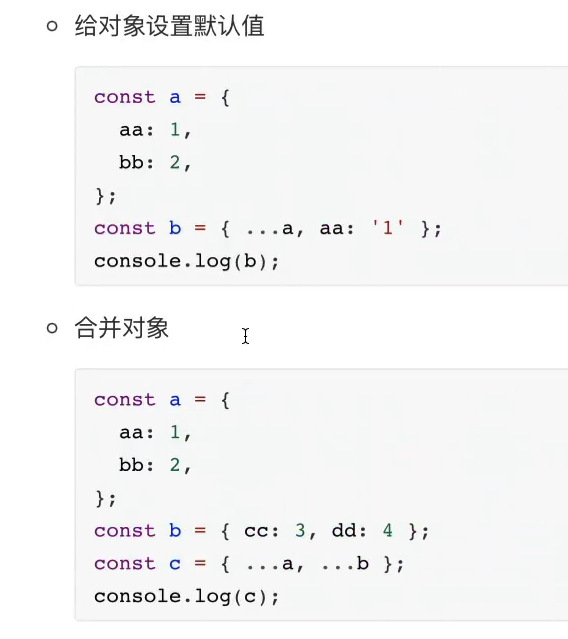 给对象设置默认值
const a = {
  aa: 1,
  bb: 2,
};
const b = { ...a, aa: '1' };
console.log(b);
合并对象
const a = {
  aa: 1,
  bb: 2,
};
const b = { cc: 3, dd: 4 };
const c = { ...a, ...b };
console.log(c);